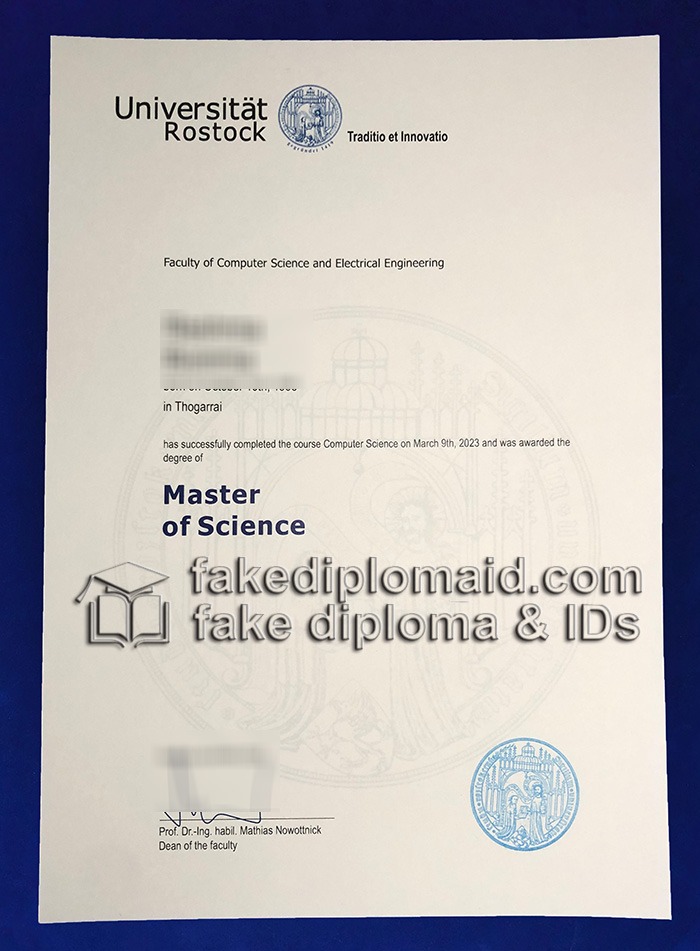 Universität
Rostock
gegründet 1419
Traditio et Innovatio
Faculty of Computer Science and Electrical Engineering
in Thogarrai
has successfully completed the course Computer Science on March 9th, 2023 and was awarded the
degree of
Master
of Science
fakediplomaid.com
fake diploma & IDs
Prof. Dr.-Ing. habil. Mathias Nowottnick
Dean of the faculty